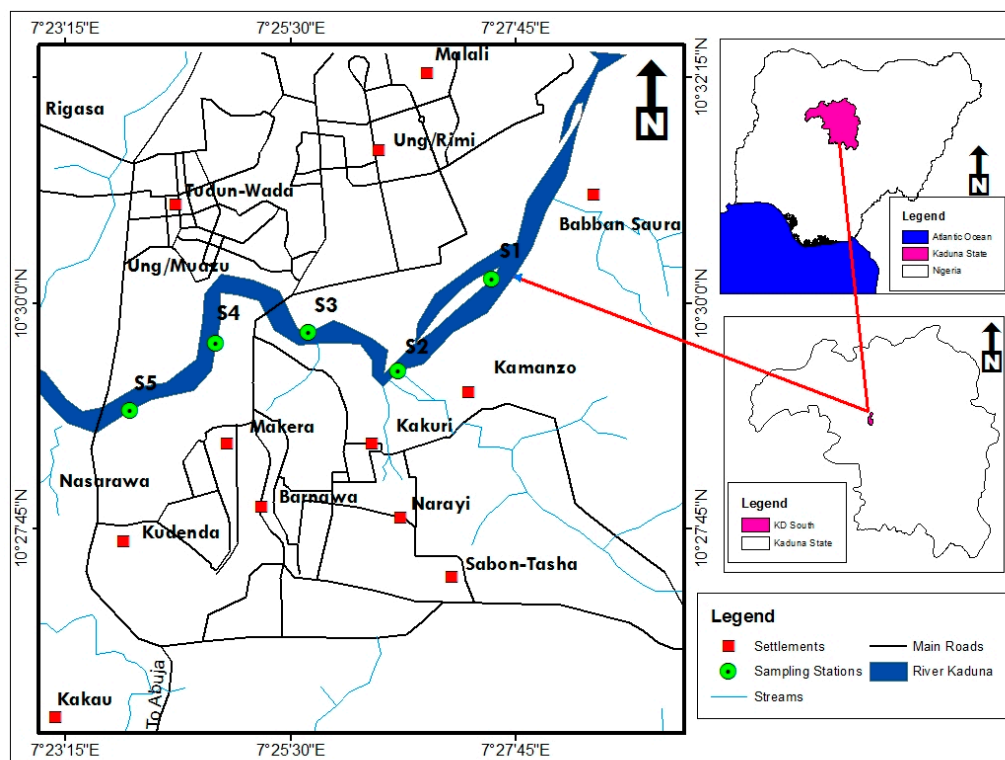 7°23'15"E
7°25'30"E
7°27'45"E
Malali
Rigasa
N
Ung/Rimi
10°32'15"N
Tudun-Wada
Babban Saura
Ung/Muazu
S1
10°30'0"N
10°30'0"N
S4
S3
S2
Kamanzo
S5
Makera
Kakuri
Nasarawa
Barnawa
Narayi
10°27'45"N
10°27'45"N
Kudenda
Sabon-Tasha
To Abuja
Kakau
7°23'15"E
7°25'30"E
7°27'45"E
N
Legend
Atlantic Ocean
Kaduna State
Nigeria
N
Legend
KD South
Kaduna State
Legend
Settlements
Main Roads
Sampling Stations
River Kaduna
Streams